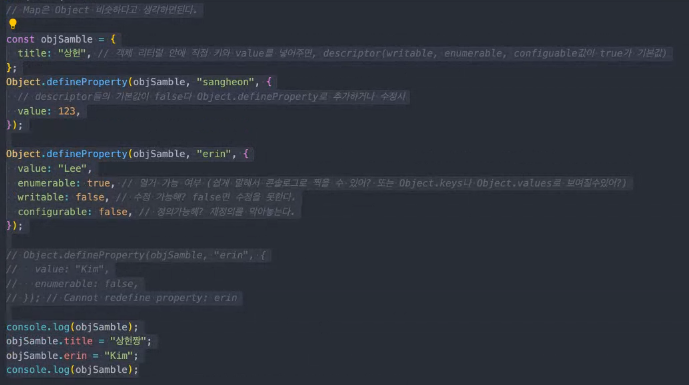 // Map은 Object 비슷하다고 생각하면된다.
const objSamble = {
title: "상헌", // 객체 리터럴 안에 직접 키와 value를 넣어주면, descriptor(writable, enumerable, configuable값이 true가 기본값)
};
Object.defineProperty(objSamble, "sangheon", {
// descriptor들의 기본값이 false다 Object.defineProperty로 추가하거나 수정시
value: 123,
});
Object.defineProperty(objSamble, "erin", {
value: "Lee",
enumerable: true, // 열거 가능 여부 (쉽게 말해서 콘솔로그로 찍을 수 있어? 또는 Object.keys나 Object.values로 보여질수있어?)
writable: false, // 수정 가능해? false면 수정을 못한다.
configurable: false, // 정의가능해? 재정의를 막아놓는다.
});
// Object.defineProperty(objSamble, "erin", {
// value: "Kim",
// enumerable: false,
// }); // Cannot redefine property: erin
console.log(objSamble);
objSamble.title = "상헌짱";
objSamble.erin = "Kim";
console.log(objSamble);